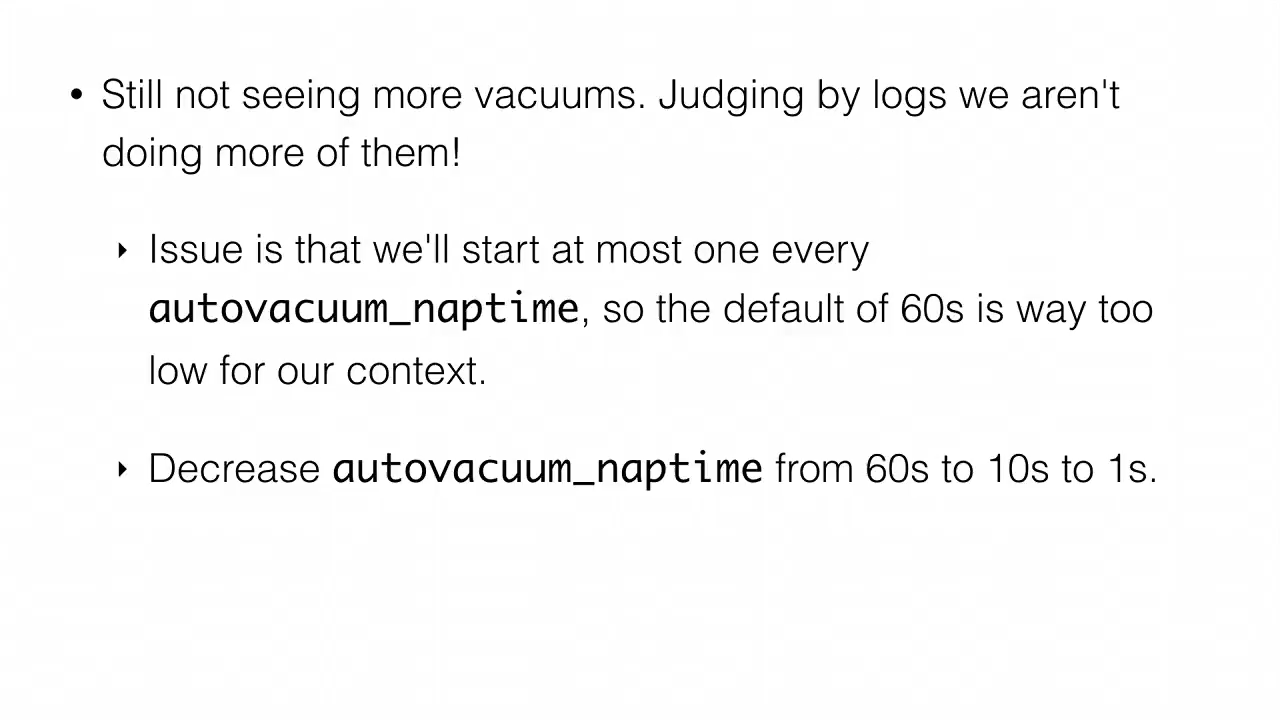 • Still not seeing more vacuums. Judging by logs we aren't
doing more of them!
‣ Issue is that we'll start at most one every
autovacuum_naptime, so the default of 60s is way too
low for our context.
‣ Decrease autovacuum_naptime from 60s to 10s to 1s.